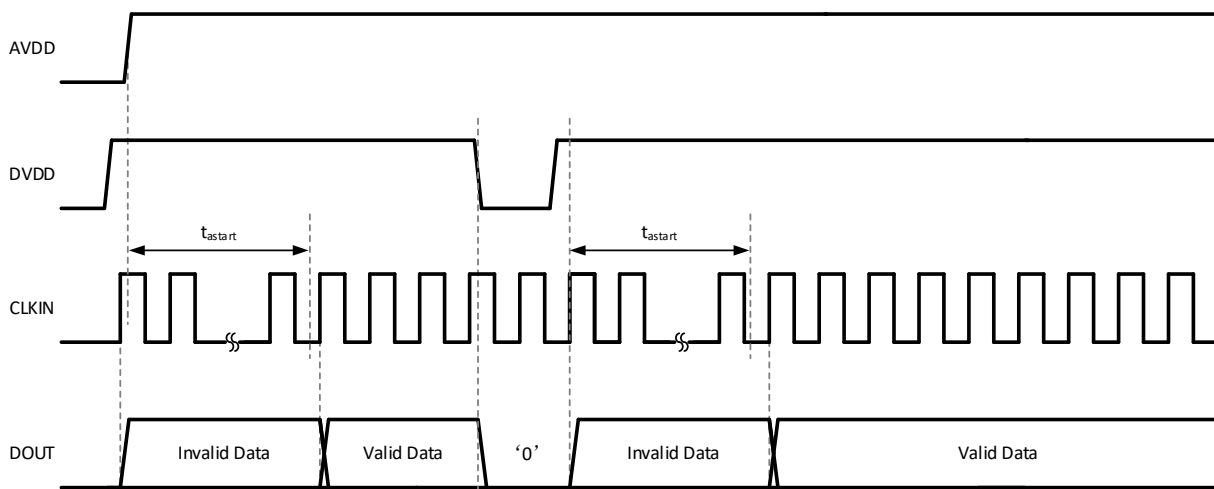 AVDD
DVDD
tastart tastart
CLKIN
DOUT Invalid Data Valid Data ‘0’ Invalid Data Valid Data